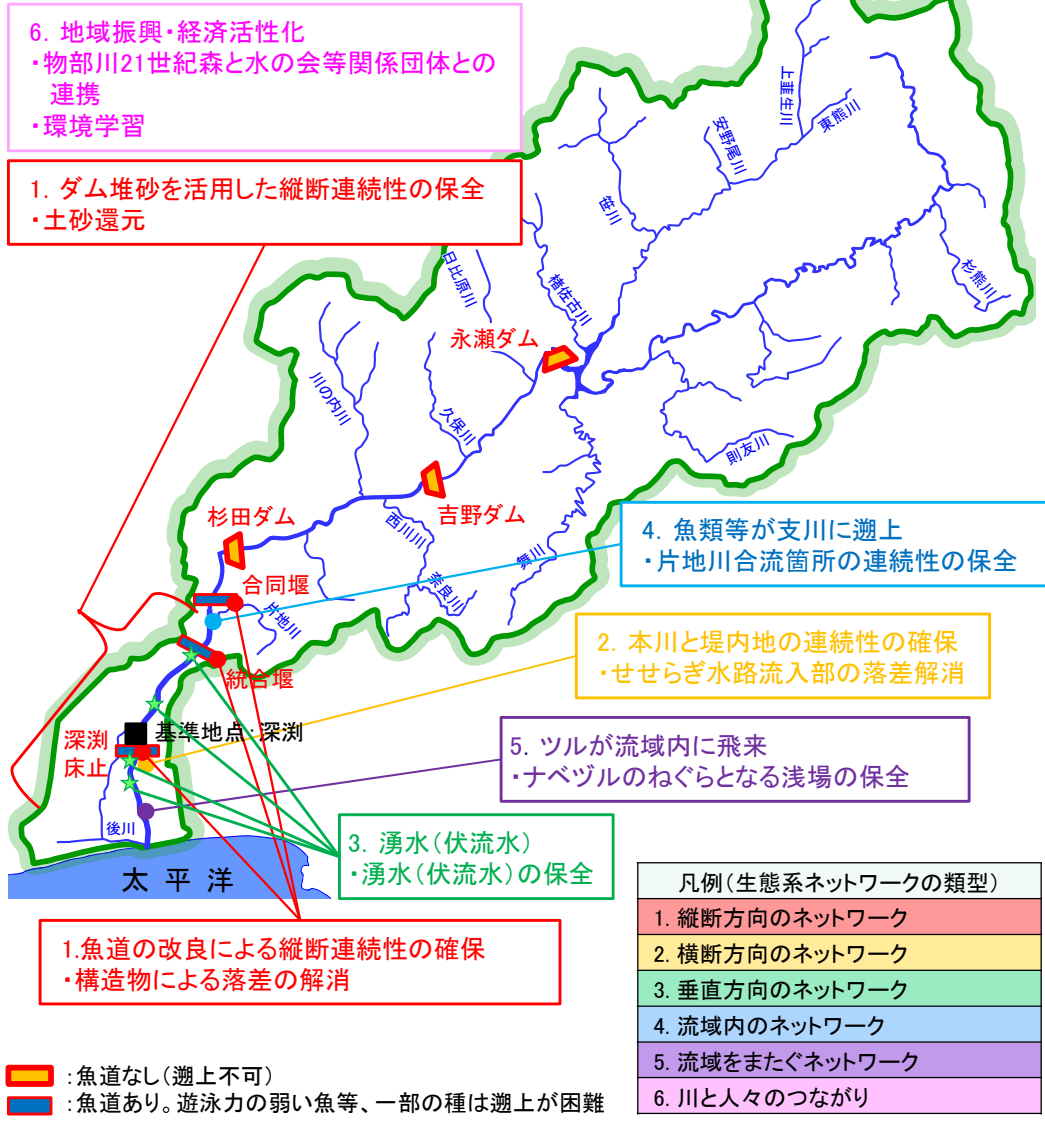 6. 地域振興・経済活性化
・物部川21世紀森と水の会等関係団体との
連携
・環境学習
1. ダム堆砂を活用した縦断連続性の保全
・土砂還元
上韮生川
東熊川
安野尾川
笹川
楮佐古川
日比原川
杉熊川
永瀬ダム
川の内川
久保川
則友川
吉野ダム
杉田ダム
西川川
奈良川
舞川
4. 魚類等が支川に遡上
・片地川合流箇所の連続性の保全
合同堰
片地川
2. 本川と堤内地の連続性の確保
・せせらぎ水路流入部の落差解消
統合堰
基準地点・深渕
深渕
床止
5. ツルが流域内に飛来
・ナベヅルのねぐらとなる浅場の保全
後川
3. 湧水(伏流水)
・湧水(伏流水)の保全
太平洋
1.魚道の改良による縦断連続性の確保
・構造物による落差の解消
凡例(生態系ネットワークの類型)
1. 縦断方向のネットワーク
2. 横断方向のネットワーク
3. 垂直方向のネットワーク
4. 流域内のネットワーク
5. 流域をまたぐネットワーク
6. 川と人々のつながり
:魚道なし(遡上不可)
:魚道あり。遊泳力の弱い魚等、一部の種は遡上が困難